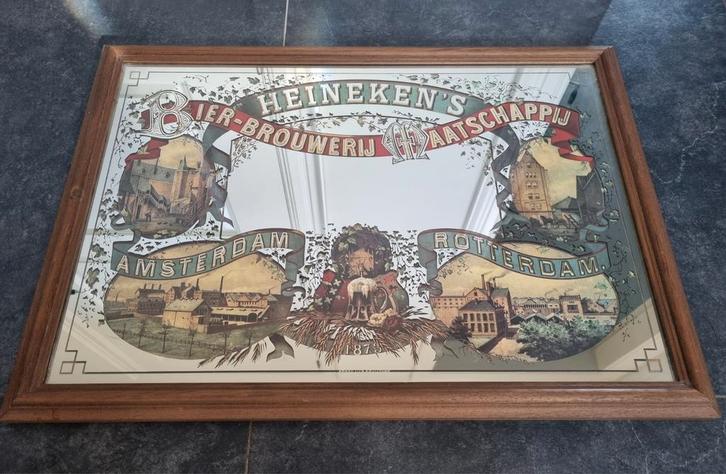 HEINEKEN'S
BIER-BROUWERIJ MAATSCHAPPIJ
AMSTERDAM
ROTTERDAM.